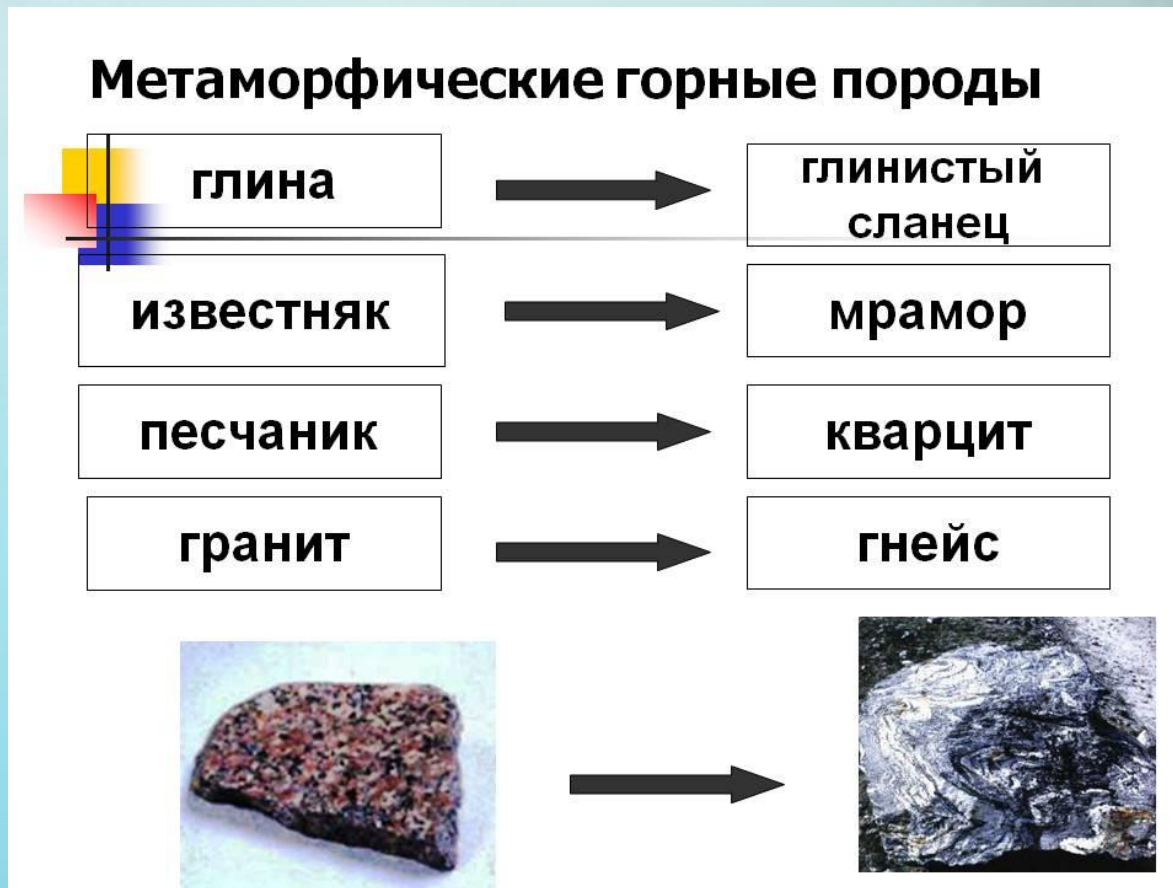 Метаморфические горные породы
глина
глинистый
сланец
известняк
мрамор
песчаник
кварцит
гранит
гнейс